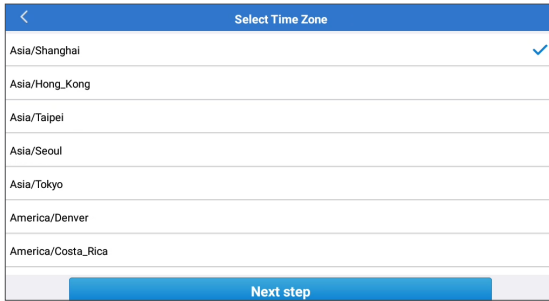 Select Time Zone
Asia/Shanghai
Asia/Hong_Kong
Asia/Taipei
Asia/Seoul
Asia/Tokyo
America/Denver
America/Costa_Rica
Next step